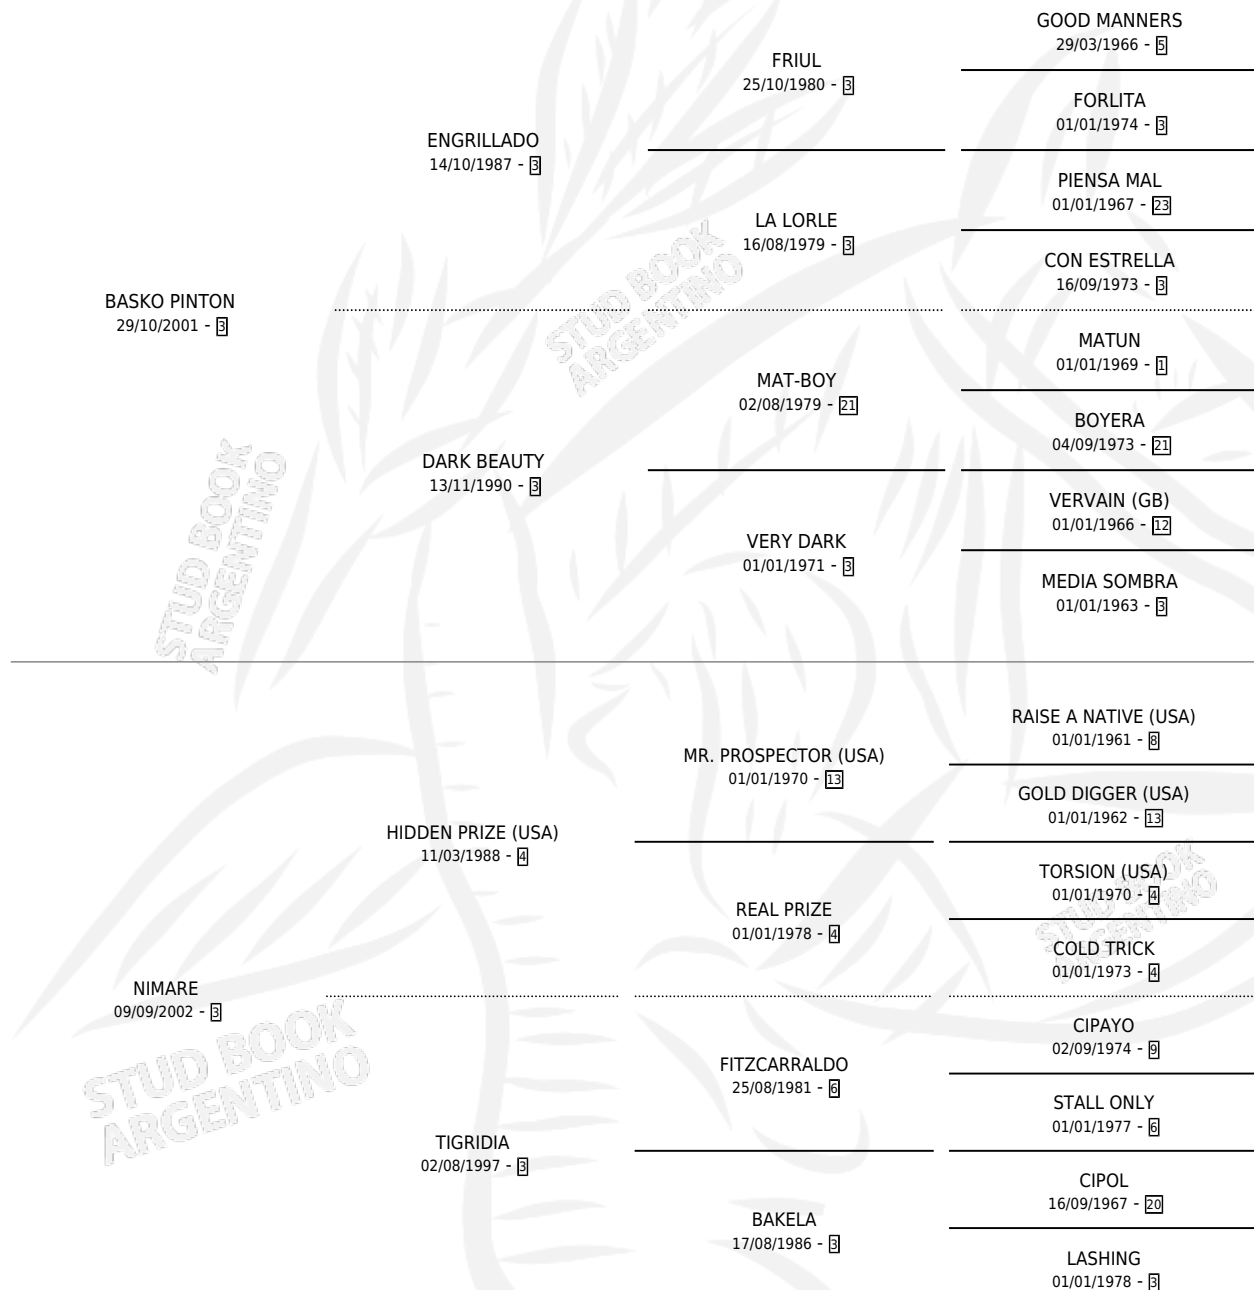 GOOD MANNERS
29/03/1966 - 5
FRIUL
25/10/1980 - 3
FORLITA
01/01/1974 - 3
ENGRILLADO
14/10/1987 - 3
PIENSA MAL
01/01/1967 - 23
LA LORLE
16/08/1979 - 3
CON ESTRELLA
16/09/1973 - 3
BASKO PINTON
29/10/2001 - 3
MATUN
01/01/1969 - 1
MAT-BOY
02/08/1979 - 21
BOYERA
04/09/1973 - 21
DARK BEAUTY
13/11/1990 - 3
VERVAIN (GB)
01/01/1966 - 12
VERY DARK
01/01/1971 - 3
MEDIA SOMBRA
01/01/1963 - 3
STUD BOOK
ARGENTINO
STUD BOOK
ARGENTINO
RAISE A NATIVE (USA)
01/01/1961 - 8
MR. PROSPECTOR (USA)
01/01/1970 - 13
GOLD DIGGER (USA)
01/01/1962 - 13
HIDDEN PRIZE (USA)
11/03/1988 - 4
TORSION (USA)
01/01/1970 - 4
REAL PRIZE
01/01/1978 - 4
COLD TRICK
01/01/1973 - 4
STUD BOOK
ARGENTINO
NIMARE
09/09/2002 - 3
CIPAYO
02/09/1974 - 9
FITZCARRALDO
25/08/1981 - 6
STALL ONLY
01/01/1977 - 6
STUD BOOK
ARGENTINO
TIGRIDIA
02/08/1997 - 3
CIPOL
16/09/1967 - 20
BAKELA
17/08/1986 - 3
LASHING
01/01/1978 - 3